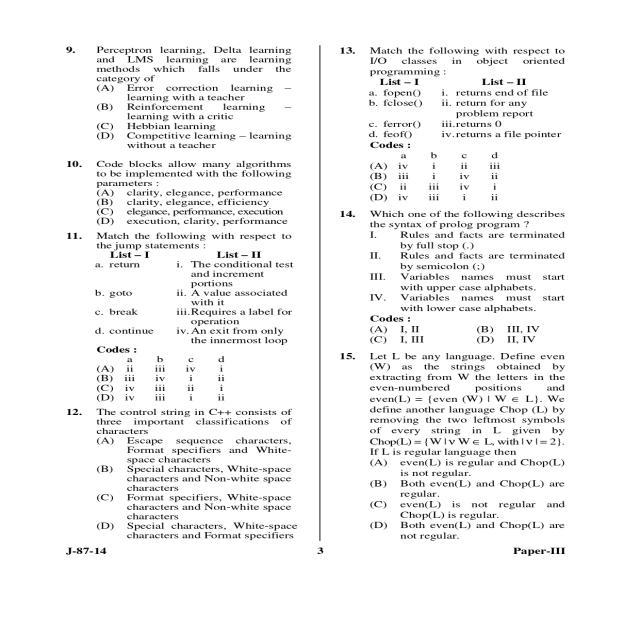 9. Perceptron learning, Delta learning
and LMS learning are learning
methods which falls under the
category of
(A) Error correction learning –
learning with a teacher
(B) Reinforcement learning –
learning with a critic
(C) Hebbian learning
(D) Competitive learning – learning
without a teacher
10. Code blocks allow many algorithms
to be implemented with the following
parameters :
(A) clarity, elegance, performance
(B) clarity, elegance, efficiency
(C) elegance, performance, execution
(D) execution, clarity, performance
11. Match the following with respect to
the jump statements :
List – I List – II
a. return i. The conditional test
and increment
portions
b. goto ii. A value associated
with it
c. break iii.Requires a label for
operation
d. continue iv.An exit from only
the innermost loop
Codes :
a b c d
(A) ii iii iv i
(B) iii iv i ii
(C) iv iii ii i
(D) iv iii i ii
12. The control string in C++ consists of
three important classifications of
characters
(A) Escape sequence characters,
Format specifiers and White-
space characters
(B) Special characters, White-space
characters and Non-white space
characters
(C) Format specifiers, White-space
characters and Non-white space
characters
(D) Special characters, White-space
characters and Format specifiers
13. Match the following with respect to
I/O classes in object oriented
programming :
List – I List – II
a. fopen() i. returns end of file
b. fclose() ii. return for any
problem report
c. ferror() iii.returns 0
d. feof() iv.returns a file pointer
Codes :
a b c d
(A) iv i ii iii
(B) iii i iv ii
(C) ii iii iv i
(D) iv iii i ii
14. Which one of the following describes
the syntax of prolog program ?
I. Rules and facts are terminated
by full stop (.)
II. Rules and facts are terminated
by semicolon (;)
III. Variables names must start
with upper case alphabets.
IV. Variables names must start
with lower case alphabets.
Codes :
(A) I, II (B) III, IV
(C) I, III (D) II, IV
15. Let L be any language. Define even
(W) as the strings obtained by
extracting from W the letters in the
even-numbered positions and
even(L) = {even (W) | W ∈ L}. We
define another language Chop (L) by
removing the two leftmost symbols
of every string in L given by
Chop(L) = {W | v W ∈ L, with | v | = 2}.
If L is regular language then
(A) even(L) is regular and Chop(L)
is not regular.
(B) Both even(L) and Chop(L) are
regular.
(C) even(L) is not regular and
Chop(L) is regular.
(D) Both even(L) and Chop(L) are
not regular.
J-87-14 3 Paper-III